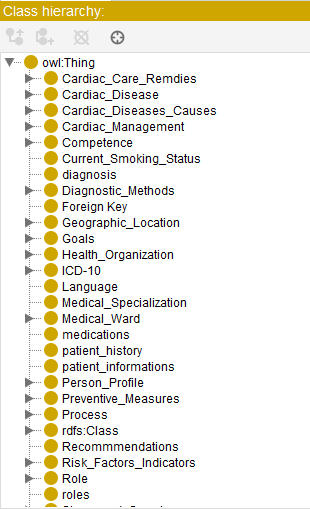 Class hierarchy:
owl:Thing
Cardiac_Care_Remdies
Cardiac_Disease
Cardiac_Diseases_Causes
Cardiac_Management
Competence
Current_Smoking_Status
diagnosis
Diagnostic_Methods
Foreign Key
Geographic_Location
Goals
Health_Organization
ICD-10
Language
Medical_Specialization
Medical_Ward
medications
patient_history
patient_informations
Person_Profile
Preventive_Measures
Process
rdfs:Class
Recommmendations
Risk_Factors_Indicators
Role
roles